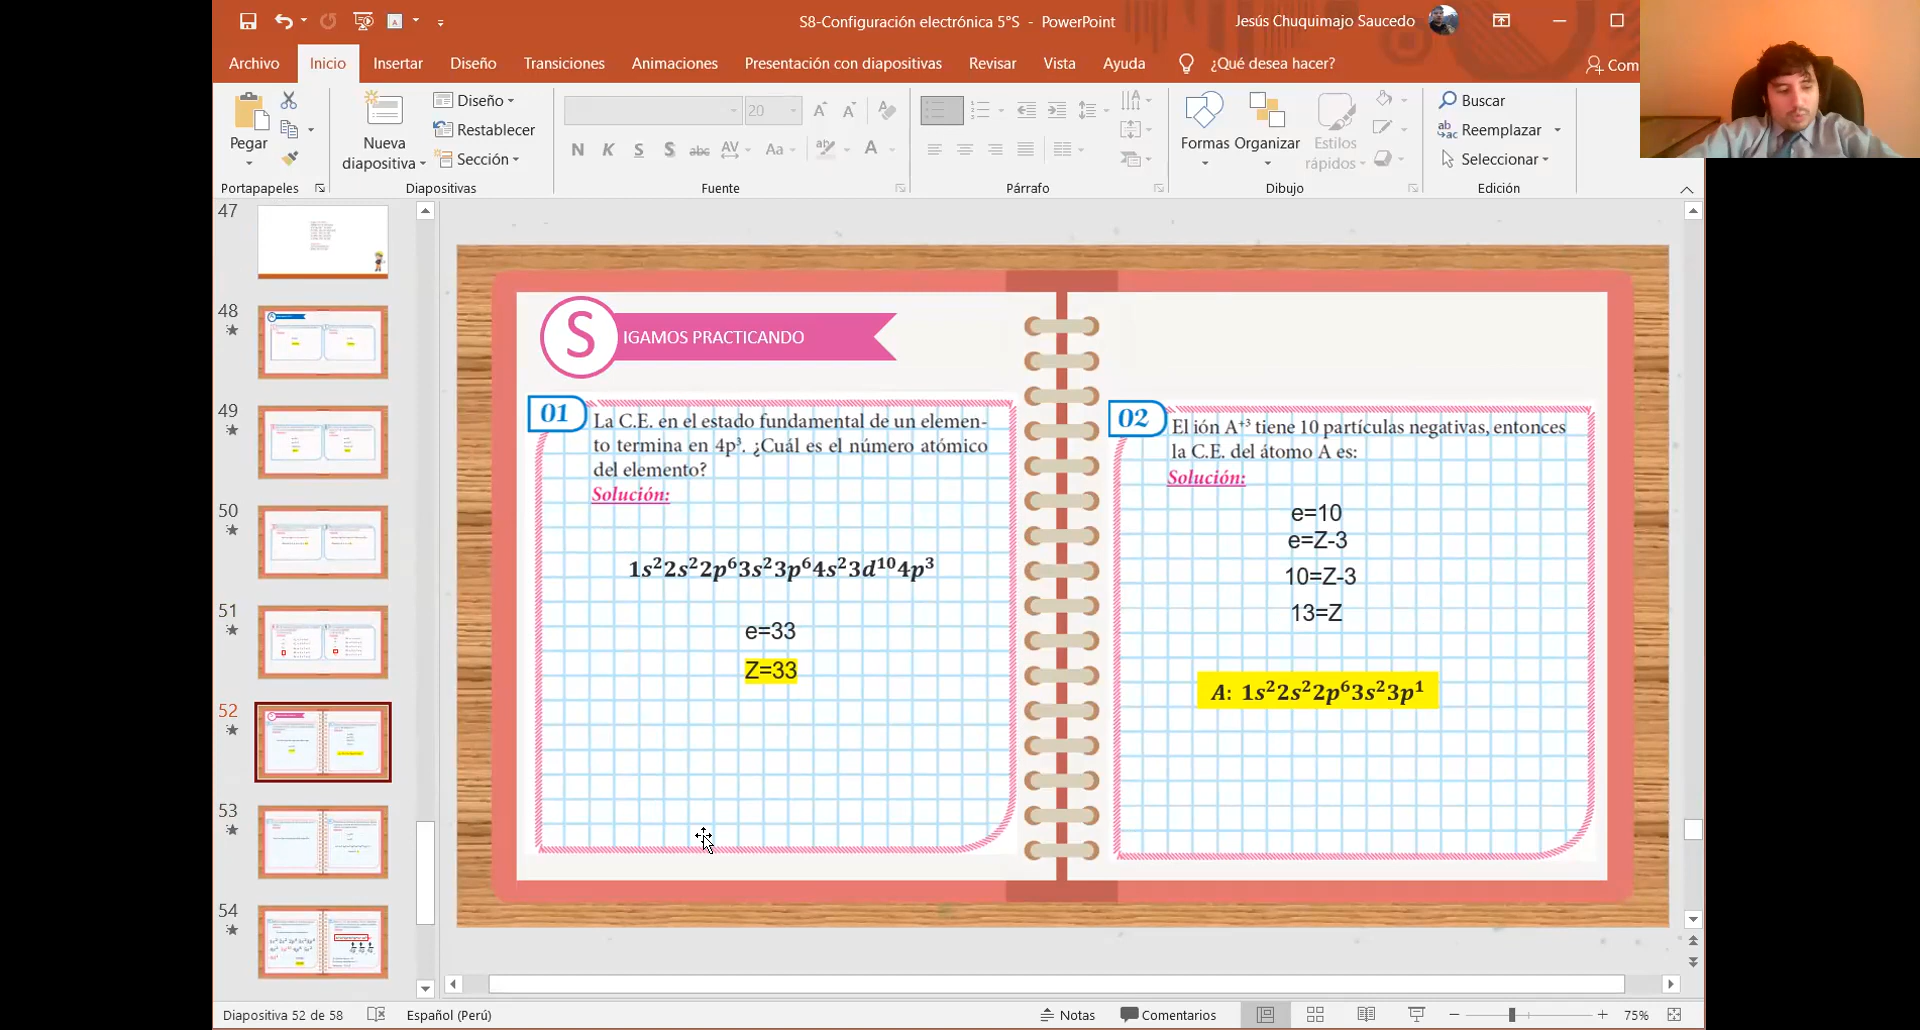 S8-Configuración electrónica 5°S - PowerPoint
Jesús Chuquimajo Saucedo
Archivo Inicio Insertar Diseño Transiciones Animaciones Presentación con diapositivas Revisar Vista Ayuda ¿Qué desea hacer? Com
Pegar
Nueva diapositiva
Diseño
Restablecer
Sección
20
N K S S abc AV Aa A
Formas Organizar Estilos rápidos
Buscar
Reemplazar
Seleccionar
Portapapeles Diapositivas Fuente Párrafo Dibujo Edición
47
48
49
50
51
52
53
54
S
IGAMOS PRACTICANDO
01
La C.E. en el estado fundamental de un elemen-
to termina en 4p³. ¿Cuál es el número atómico
del elemento?
Solución:
1s²2s²2p⁶3s²3p⁶4s²3d¹⁰4p³
e=33
Z=33
02
El ión A⁺³ tiene 10 partículas negativas, entonces
la C.E. del átomo A es:
Solución:
e=10
e=Z-3
10=Z-3
13=Z
A: 1s²2s²2p⁶3s²3p¹
Diapositiva 52 de 58 Español (Perú) Notas Comentarios 75%